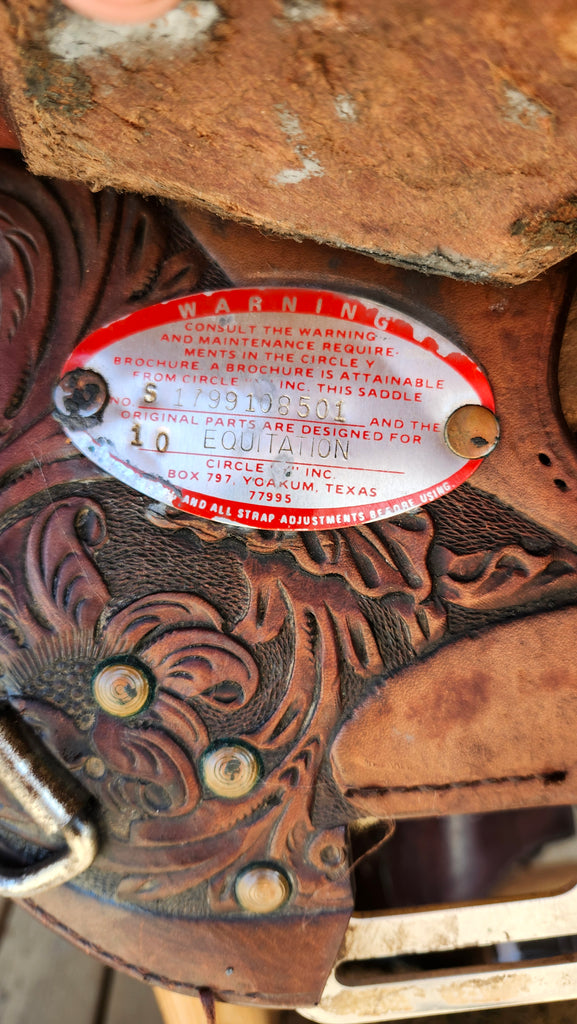 WARNING
CONSULT THE WARNING
AND MAINTENANCE REQUIRE-
MENTS IN THE CIRCLE Y
BROCHURE. A BROCHURE IS ATTAINABLE
FROM CIRCLE INC. THIS SADDLE
NO. S 1799108501 AND THE
ORIGINAL PARTS ARE DESIGNED FOR
10 EQUITATION
CIRCLE "Y" INC.
BOX 797, YOAKUM, TEXAS
77995
AND ALL STRAP ADJUSTMENTS BEFORE USING.